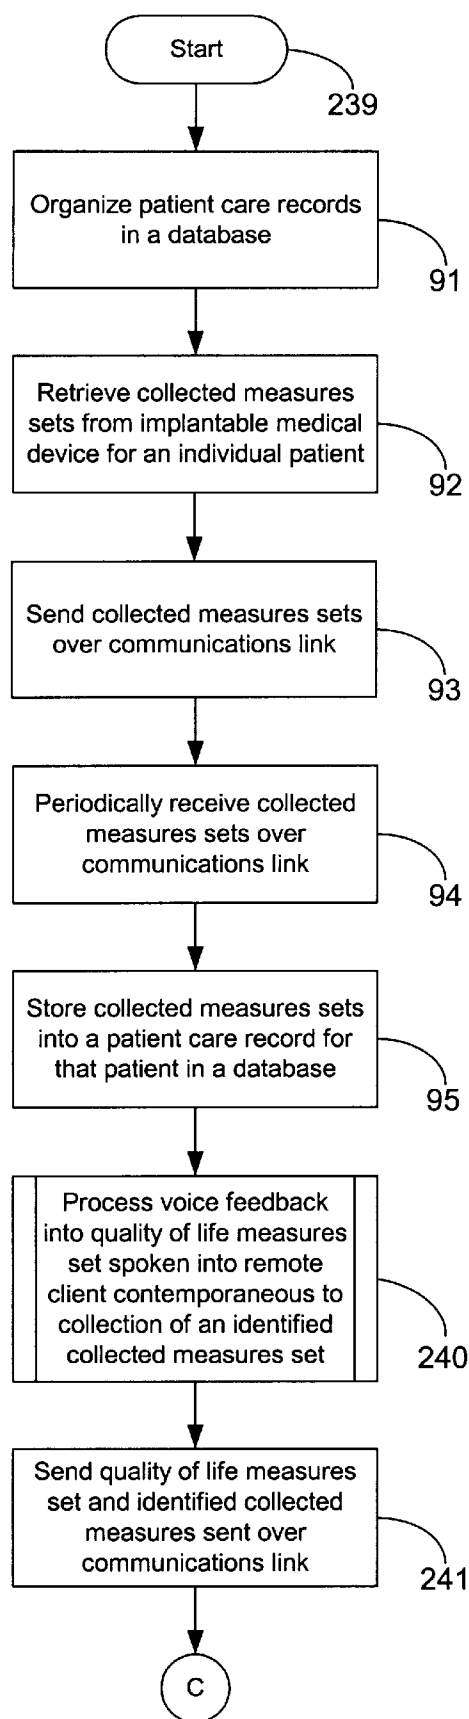 Start
239
Organize patient care records
in a database
91
Retrieve collected measures
sets from implantable medical
device for an individual patient
92
Send collected measures sets
over communications link
93
Periodically receive collected
measures sets over
communications link
94
Store collected measures sets
into a patient care record for
that patient in a database
95
Process voice feedback
into quality of life measures
set spoken into remote
client contemporaneous to
collection of an identified
collected measures set
240
Send quality of life measures
set and identified collected
measures sent over
communications link
241
C